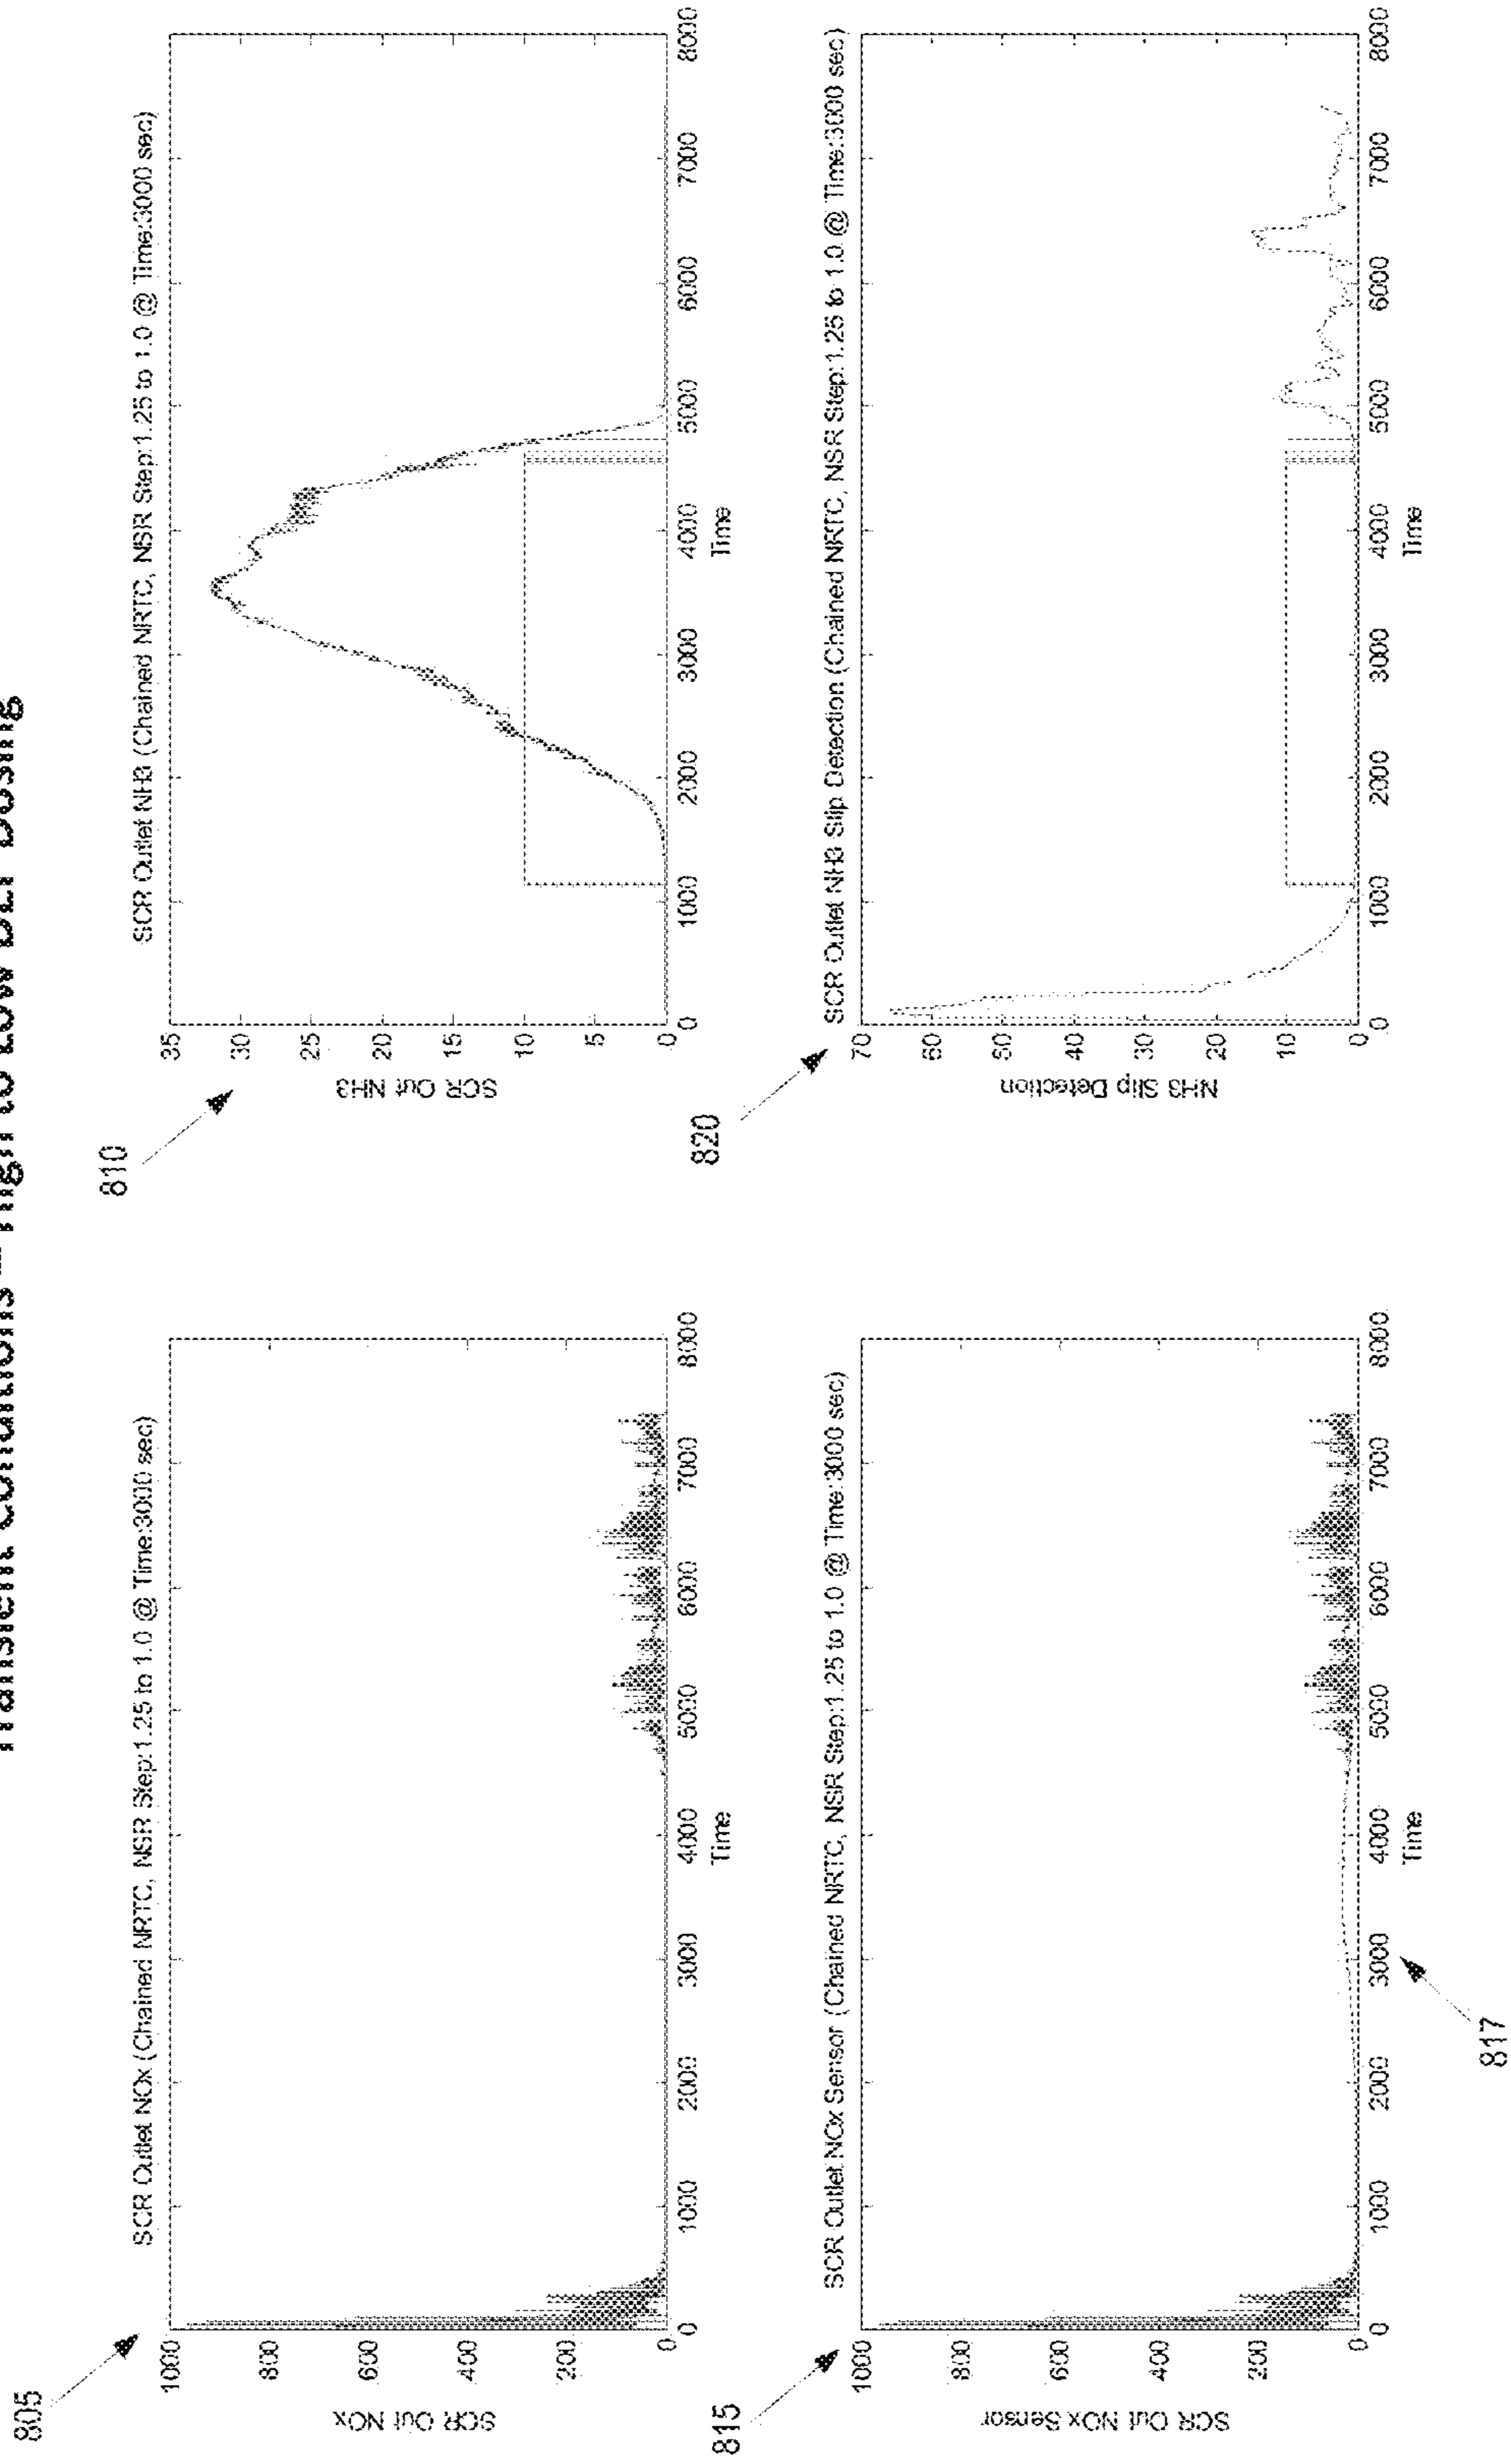 Transient Conditions – High to Low DEF Dosing
805
SCR Outlet NOx (Chained NRTC, NSR Step:1.25 to 1.0 @ Time:3000 sec)
SCR Out NOx
1000
800
600
400
200
0
0 1000 2000 3000 4000 5000 6000 7000 8000
Time
810
SCR Outlet NH3 (Chained NRTC, NSR Step:1.25 to 1.0 @ Time:3000 sec)
SCR Out NH3
35
30
25
20
15
10
5
0
0 1000 2000 3000 4000 5000 6000 7000 8000
Time
815
SCR Outlet NOx Sensor (Chained NRTC, NSR Step:1.25 to 1.0 @ Time:3000 sec)
SCR Out NOx Sensor
1000
800
600
400
200
0
0 1000 2000 3000 4000 5000 6000 7000 8000
Time
817
820
SCR Outlet NH3 Slip Detection (Chained NRTC, NSR Step:1.25 to 1.0 @ Time:3000 sec)
NH3 Slip Detection
70
60
50
40
30
20
10
0
0 1000 2000 3000 4000 5000 6000 7000 8000
Time